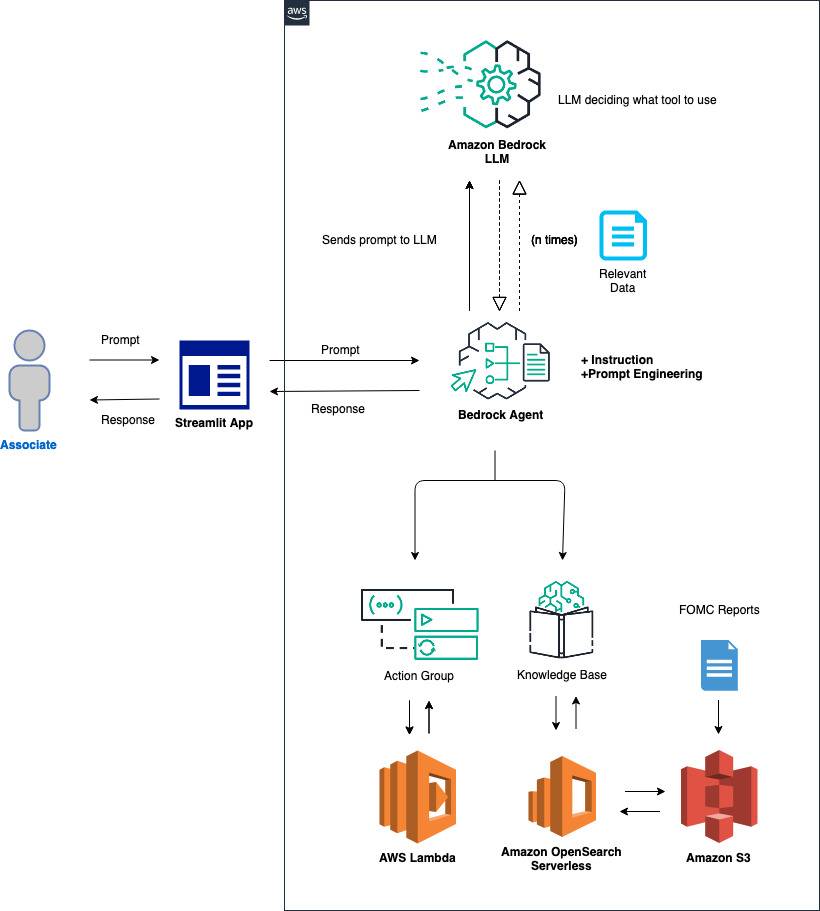 aws
LLM deciding what tool to use
Amazon Bedrock
LLM
Sends prompt to LLM
(n times)
Relevant
Data
Prompt
Response
Associate
Streamlit App
Prompt
Response
+ Instruction
+Prompt Engineering
Bedrock Agent
Action Group
Knowledge Base
FOMC Reports
AWS Lambda
Amazon OpenSearch
Serverless
Amazon S3